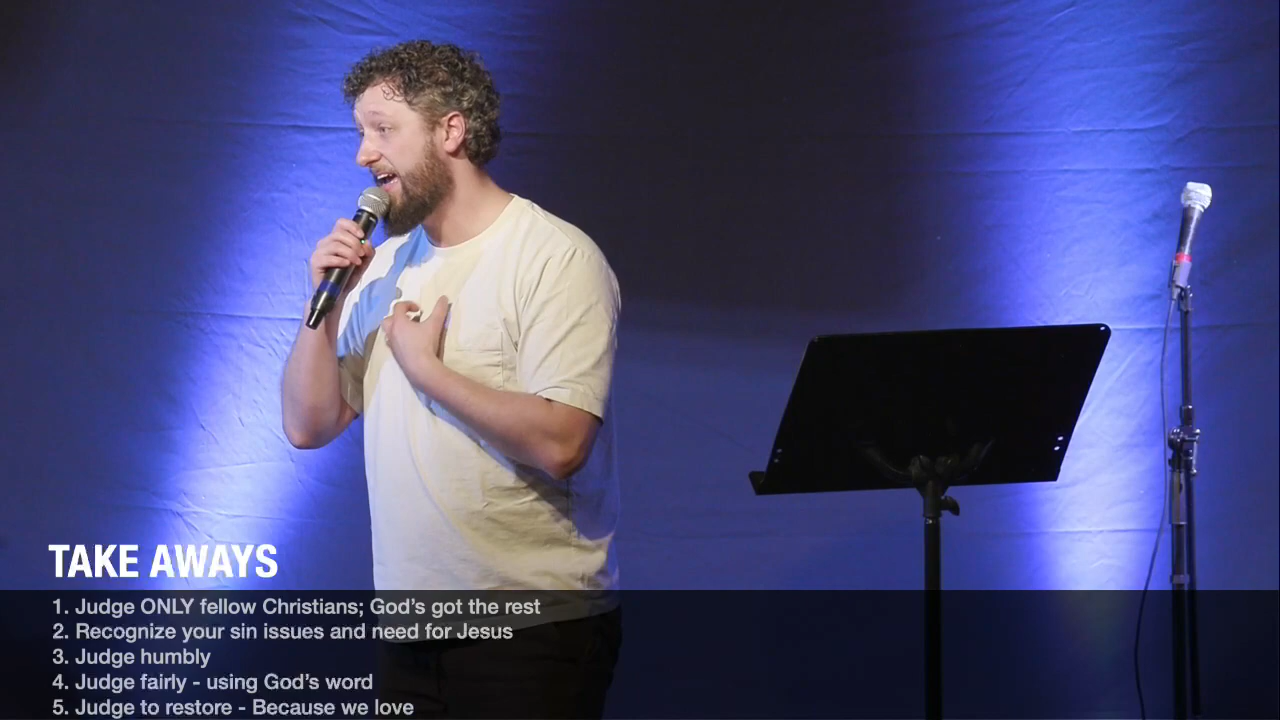 TAKE AWAYS
1. Judge ONLY fellow Christians; God's got the rest
2. Recognize your sin issues and need for Jesus
3. Judge humbly
4. Judge fairly - using God's word
5. Judge to restore - Because we love